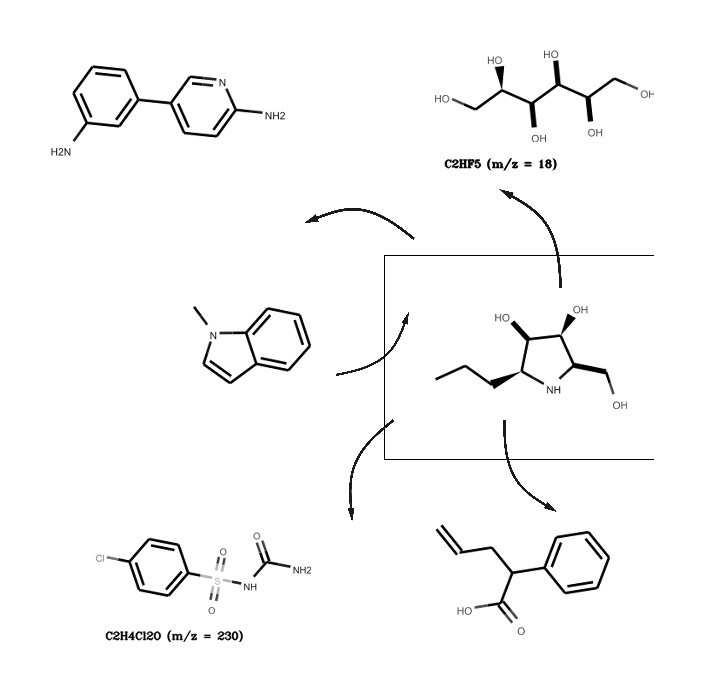 HO
HO
HO
OH
OH
OH
C2HF5 (m/z = 18)
N
NH2
H2N
N
HO
OH
NH
OH
Cl
O
S
O
NH
O
NH2
C2H4Cl2O (m/z = 230)
HO
O